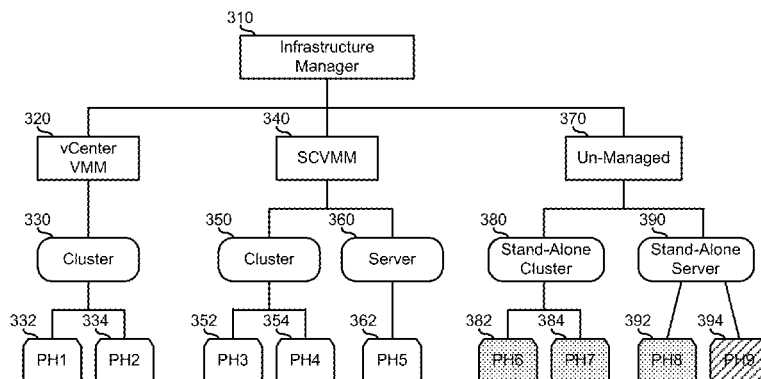 310
Infrastructure
Manager
320
340
370
vCenter
VMM
SCVMM
Un-Managed
330
350
360
380
390
Cluster
Cluster
Server
Stand-Alone
Cluster
Stand-Alone
Server
332
334
352
354
362
382
384
392
394
PH1
PH2
PH3
PH4
PH5
PH6
PH7
PH8
PH9